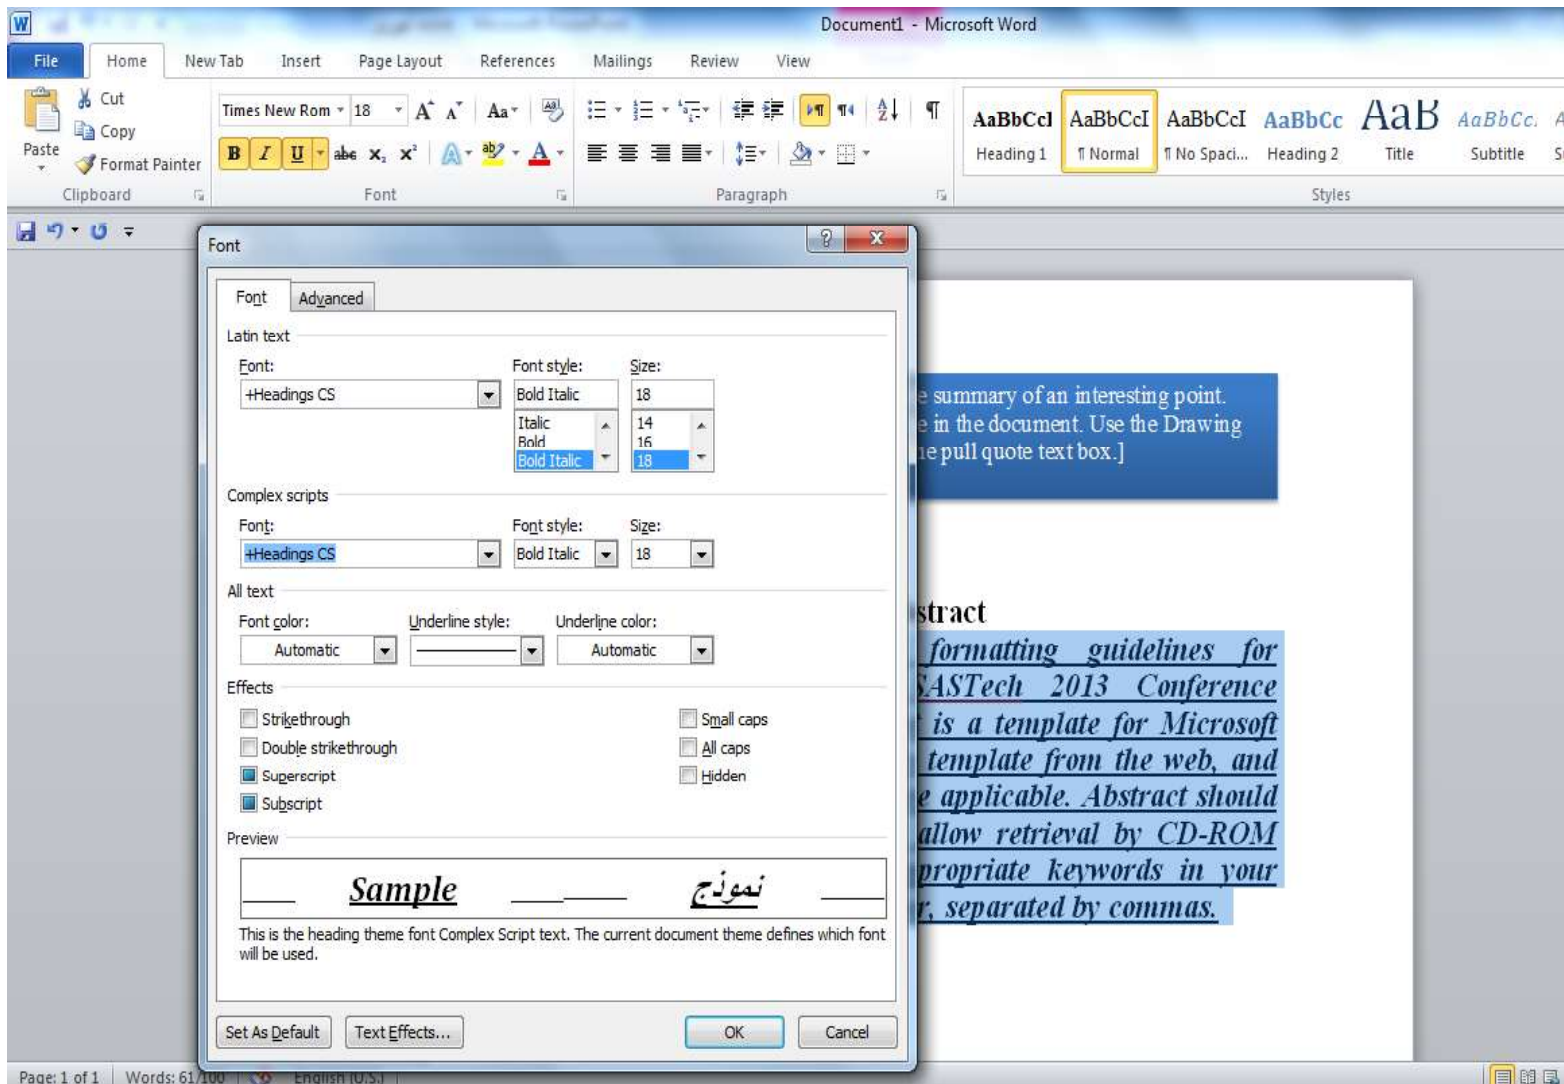 Document1 - Microsoft Word
File Home New Tab Insert Page Layout References Mailings Review View
Cut
Copy
Format Painter
Paste
Times New Rom 18
Aa
B I U abc x₂ x² A ab A
AaBbCcI AaBbCcI AaBbCcI AaBbCc AaB AaBbCc.
Heading 1 ¶ Normal ¶ No Spaci... Heading 2 Title Subtitle
Clipboard Font Paragraph Styles
Font
Font Advanced
Latin text
Font: Font style: Size:
+Headings CS Bold Italic 18
Italic 14
Bold 16
Bold Italic 18
Complex scripts
Font: Font style: Size:
+Headings CS Bold Italic 18
All text
Font color: Underline style: Underline color:
Automatic Automatic
Effects
Strikethrough Small caps
Double strikethrough All caps
Superscript Hidden
Subscript
Preview
Sample نموذج
This is the heading theme font Complex Script text. The current document theme defines which font
will be used.
Set As Default Text Effects... OK Cancel
e summary of an interesting point.
e in the document. Use the Drawing
ne pull quote text box.]
stract
formatting guidelines for
SASTech 2013 Conference
is a template for Microsoft
template from the web, and
e applicable. Abstract should
allow retrieval by CD-ROM
propriate keywords in your
r, separated by commas.
Page: 1 of 1 Words: 61/100 English (U.S.)